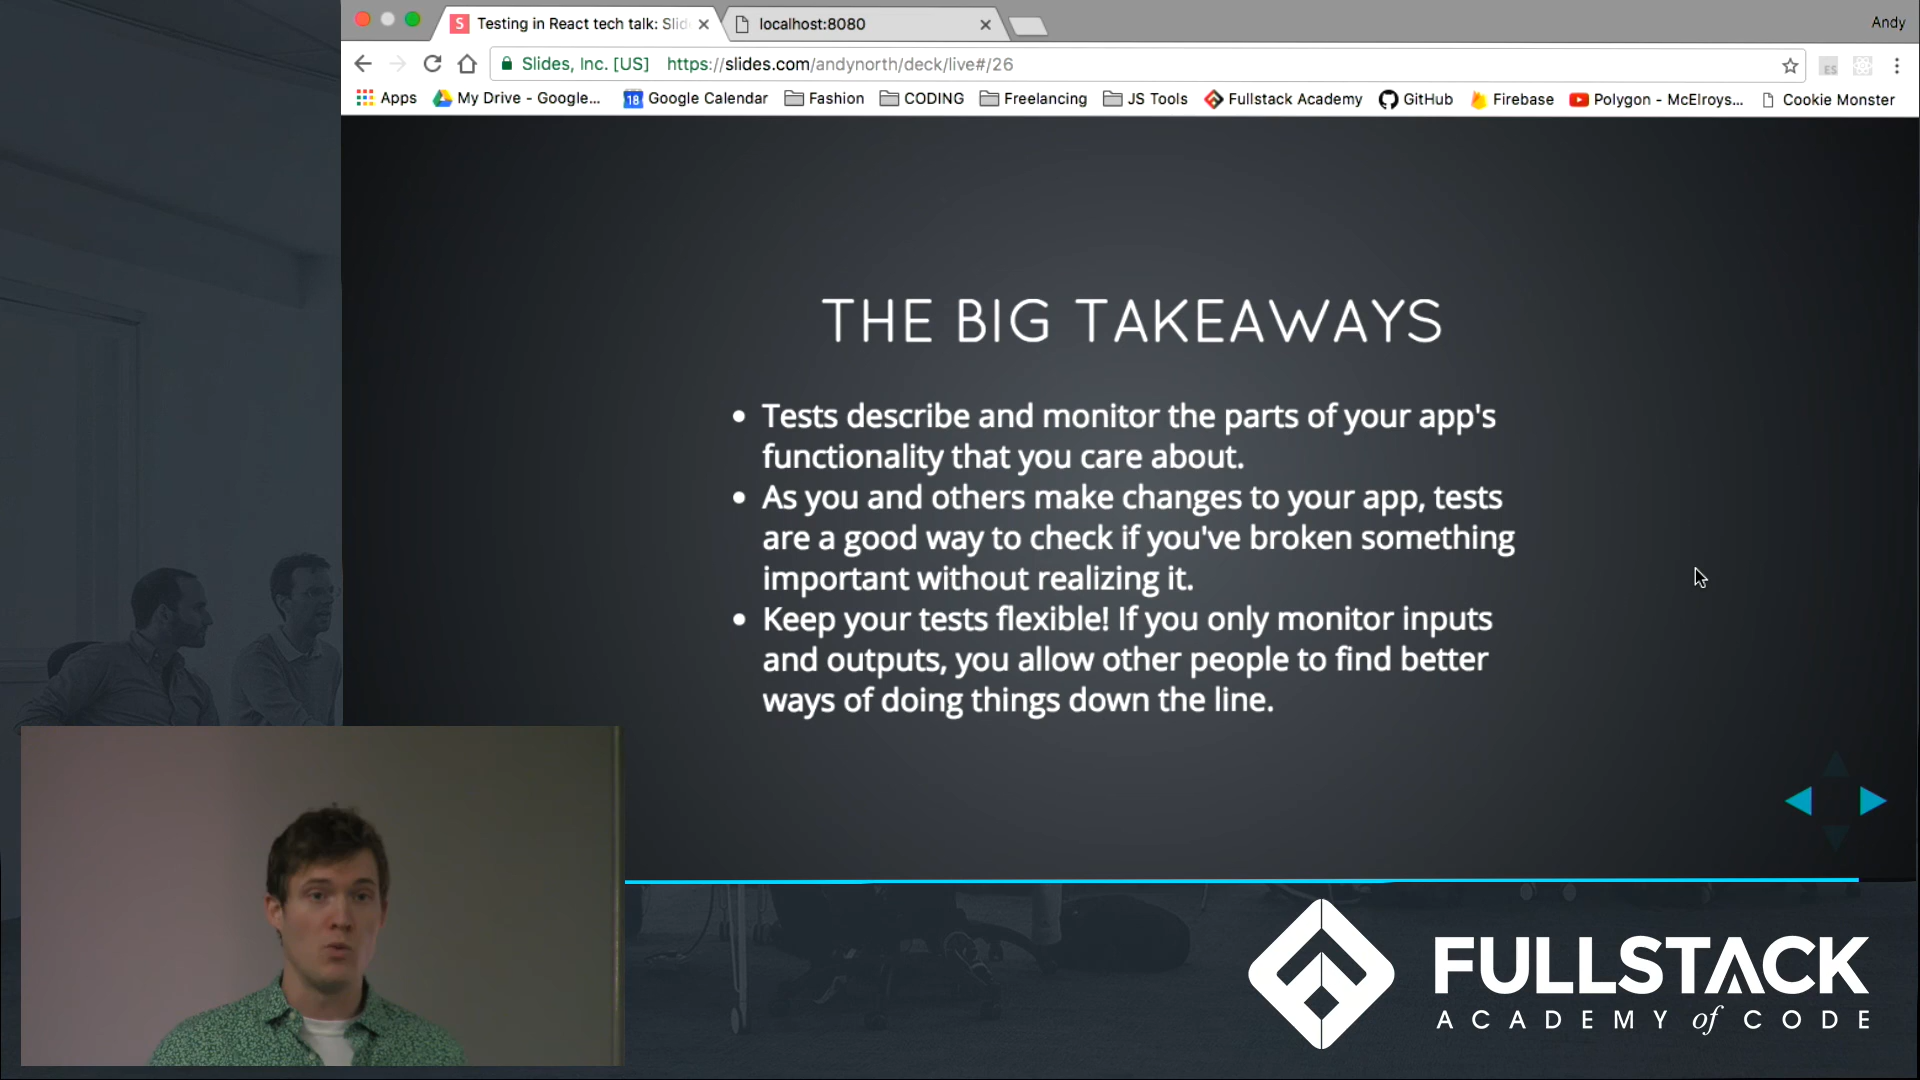 S Testing in React tech talk: Slid
localhost:8080
Andy
Slides, Inc. [US] https://slides.com/andynorth/deck/live#/26
ES
Apps My Drive - Google... 18 Google Calendar Fashion CODING Freelancing JS Tools Fullstack Academy GitHub Firebase Polygon - McElroys... Cookie Monster
THE BIG TAKEAWAYS
• Tests describe and monitor the parts of your app's
functionality that you care about.
• As you and others make changes to your app, tests
are a good way to check if you've broken something
important without realizing it.
• Keep your tests flexible! If you only monitor inputs
and outputs, you allow other people to find better
ways of doing things down the line.
FULLSTACK
ACADEMY of CODE